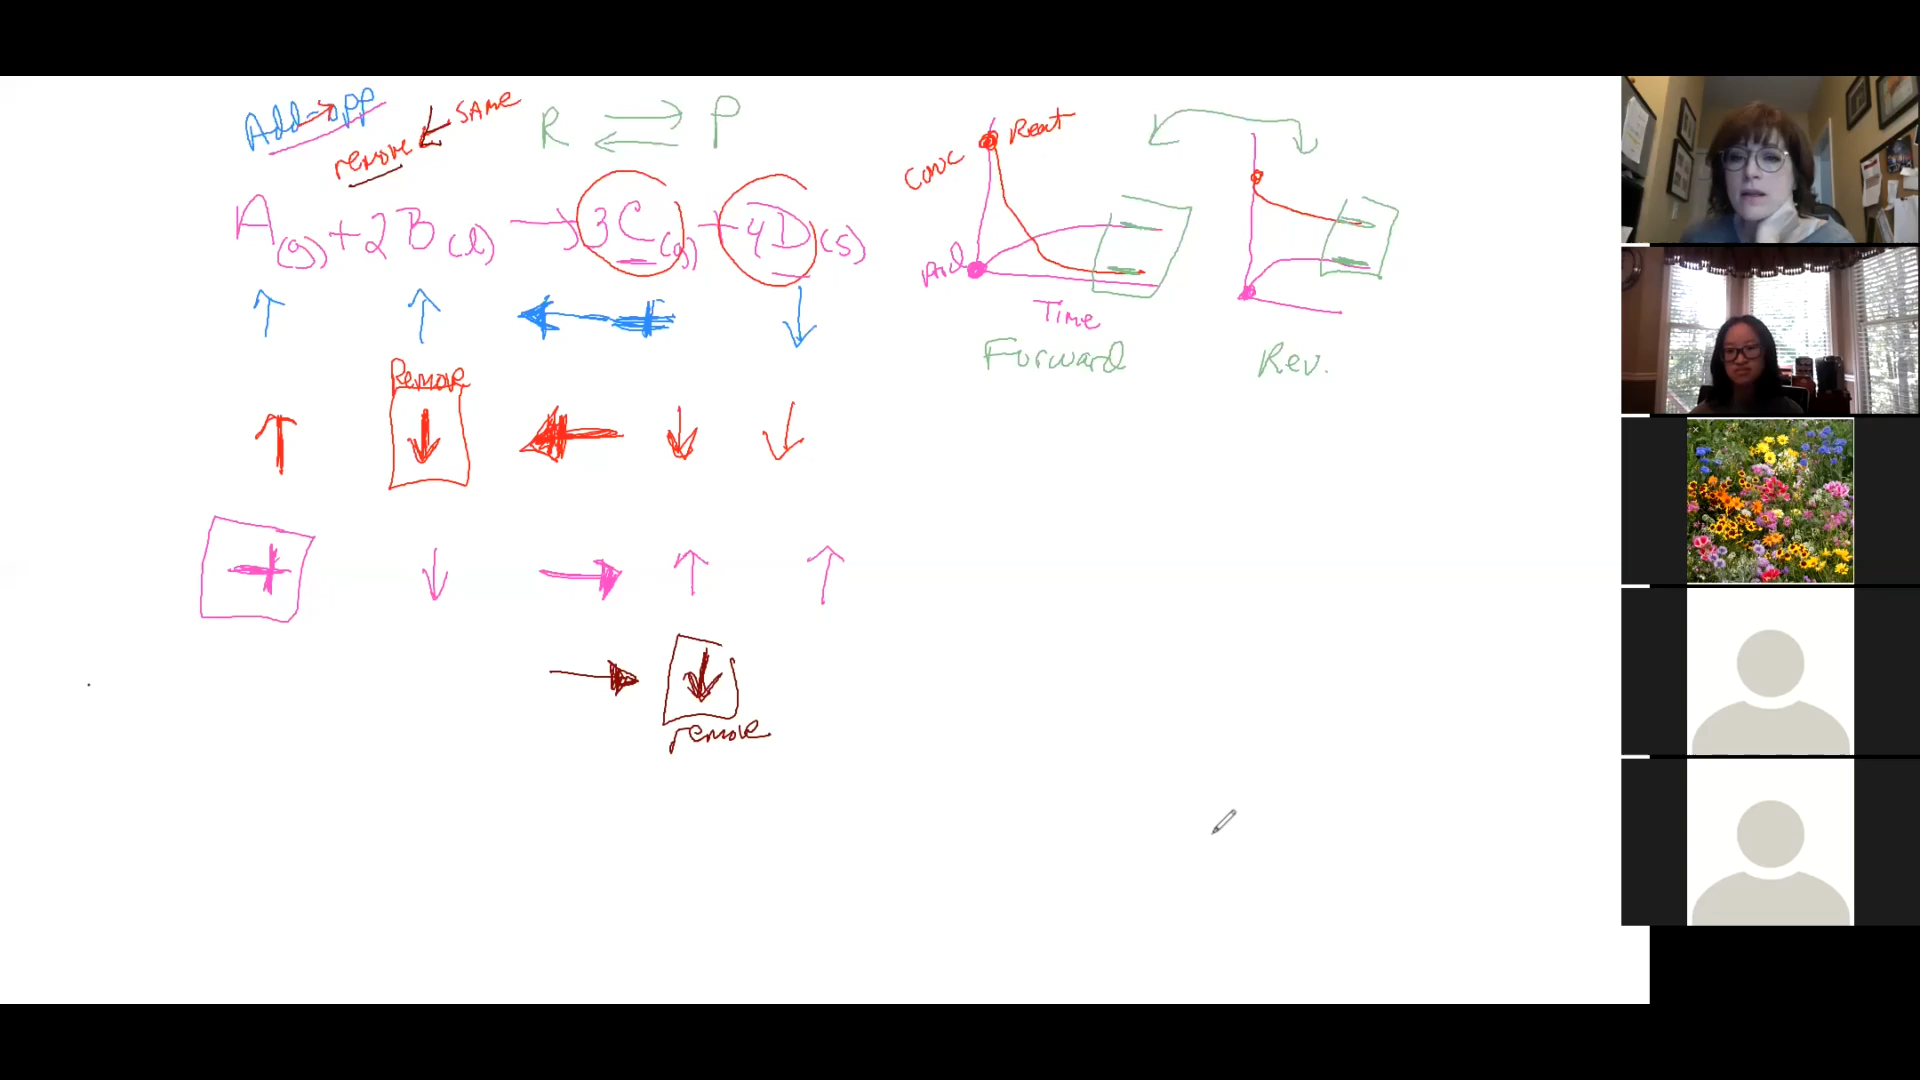 Add → opp
remove ← SAME
R ⇌ P
A(g) + 2B(l) → 3C(g) + 4D(s)
Remove
remove
Conc
React
Prod
Time
Forward
Rev.